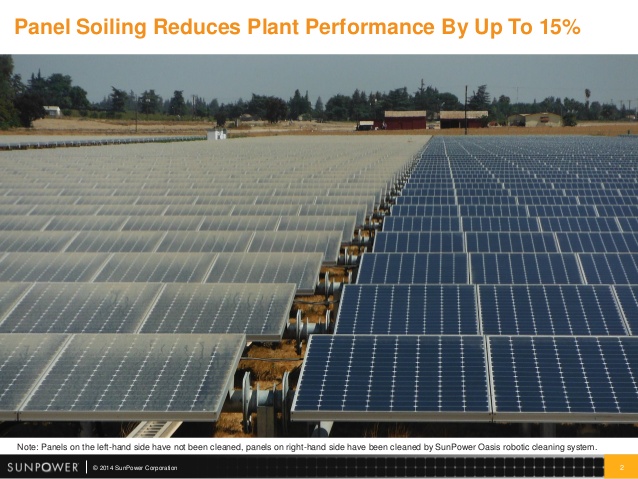 Panel Soiling Reduces Plant Performance By Up To 15%
Note: Panels on the left-hand side have not been cleaned, panels on right-hand side have been cleaned by SunPower Oasis robotic cleaning system.
SUNPOWER
© 2014 SunPower Corporation
2